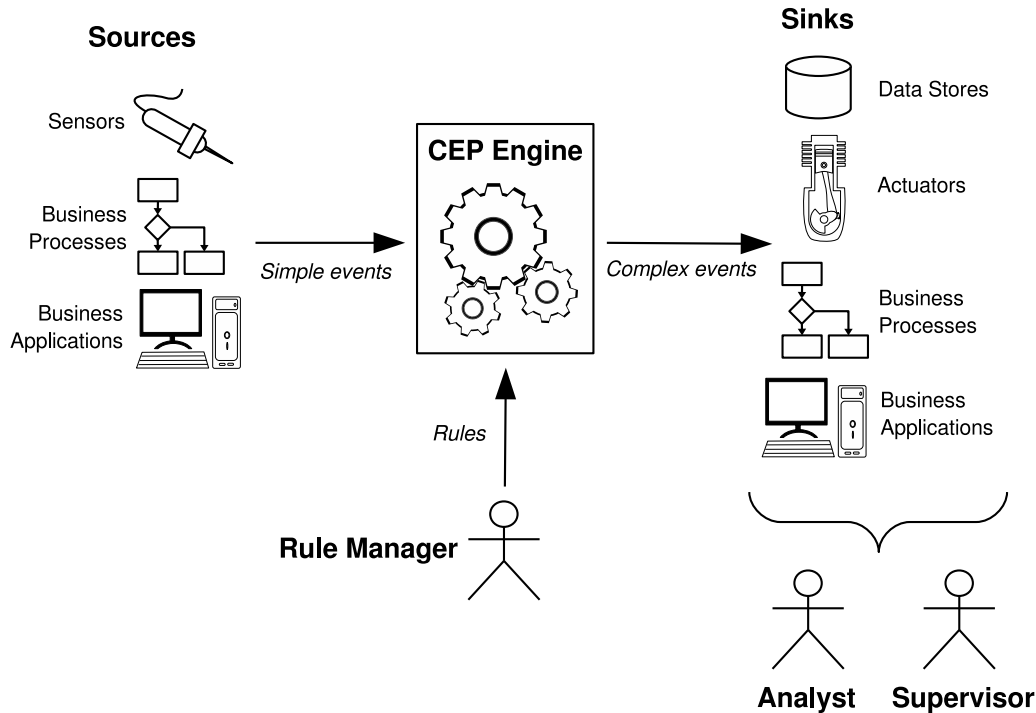 Sources
Sensors
Business
Processes
Business
Applications
Simple events
CEP Engine
Rules
Rule Manager
Complex events
Sinks
Data Stores
Actuators
Business
Processes
Business
Applications
Analyst
Supervisor